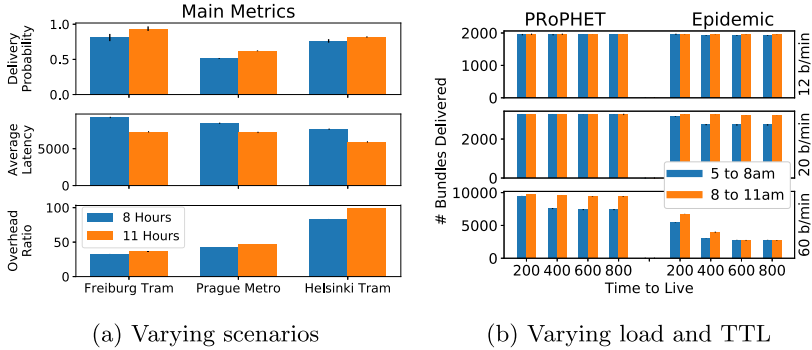 Main Metrics
Delivery
Probability
1.0
0.5
0.0
Average
Latency
5000
0
Overhead
Ratio
100
50
0
8 Hours
11 Hours
Freiburg Tram
Prague Metro
Helsinki Tram
(a) Varying scenarios
PRoPHET
Epidemic
# Bundles Delivered
2000
0
12 b/min
2000
0
20 b/min
5 to 8am
8 to 11am
10000
5000
0
60 b/min
200 400 600 800 200 400 600 800
Time to Live
(b) Varying load and TTL